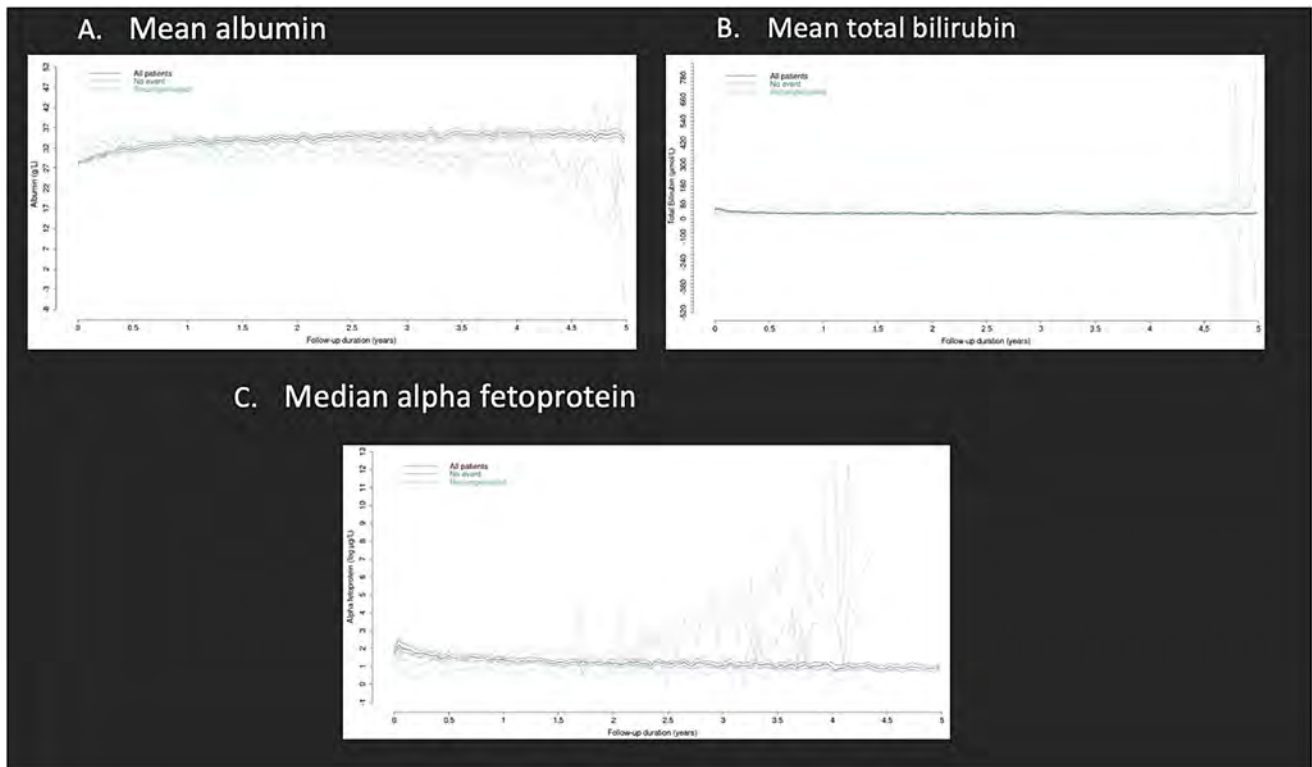 A. Mean albumin
B. Mean total bilirubin
All patients
No event
Albumin (g/L)
52
47
42
37
32
27
22
17
12
7
2
-3
-8
0 0.5 1 1.5 2 2.5 3 3.5 4 4.5 5
Follow-up duration (years)
All patients
No event
Total Bilirubin (µmol/L)
780
660
540
420
300
180
80
0
-100
-240
-380
-520
0 0.5 1 1.5 2 2.5 3 3.5 4 4.5 5
Follow-up duration (years)
C. Median alpha fetoprotein
All patients
No event
Alpha fetoprotein (log µg/L)
13
12
11
10
9
8
7
6
5
4
3
2
1
0
-1
0 0.5 1 1.5 2 2.5 3 3.5 4 4.5 5
Follow-up duration (years)